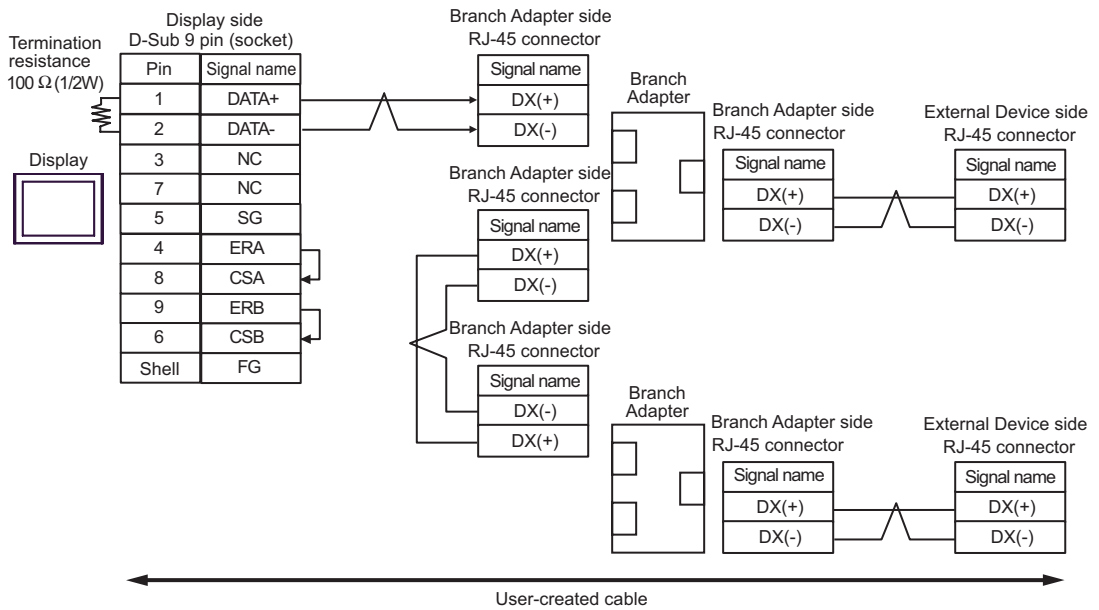 Termination
resistance
100 Ω (1/2W)
Display
Display side
D-Sub 9 pin (socket)
Pin Signal name
1 DATA+
2 DATA-
3 NC
7 NC
5 SG
4 ERA
8 CSA
9 ERB
6 CSB
Shell FG
Branch Adapter side
RJ-45 connector
Signal name
DX(+)
DX(-)
Branch Adapter side
RJ-45 connector
Signal name
DX(+)
DX(-)
Branch Adapter side
RJ-45 connector
Signal name
DX(-)
DX(+)
Branch
Adapter
Branch Adapter side
RJ-45 connector
Signal name
DX(+)
DX(-)
External Device side
RJ-45 connector
Signal name
DX(+)
DX(-)
Branch
Adapter
Branch Adapter side
RJ-45 connector
Signal name
DX(+)
DX(-)
External Device side
RJ-45 connector
Signal name
DX(+)
DX(-)
User-created cable